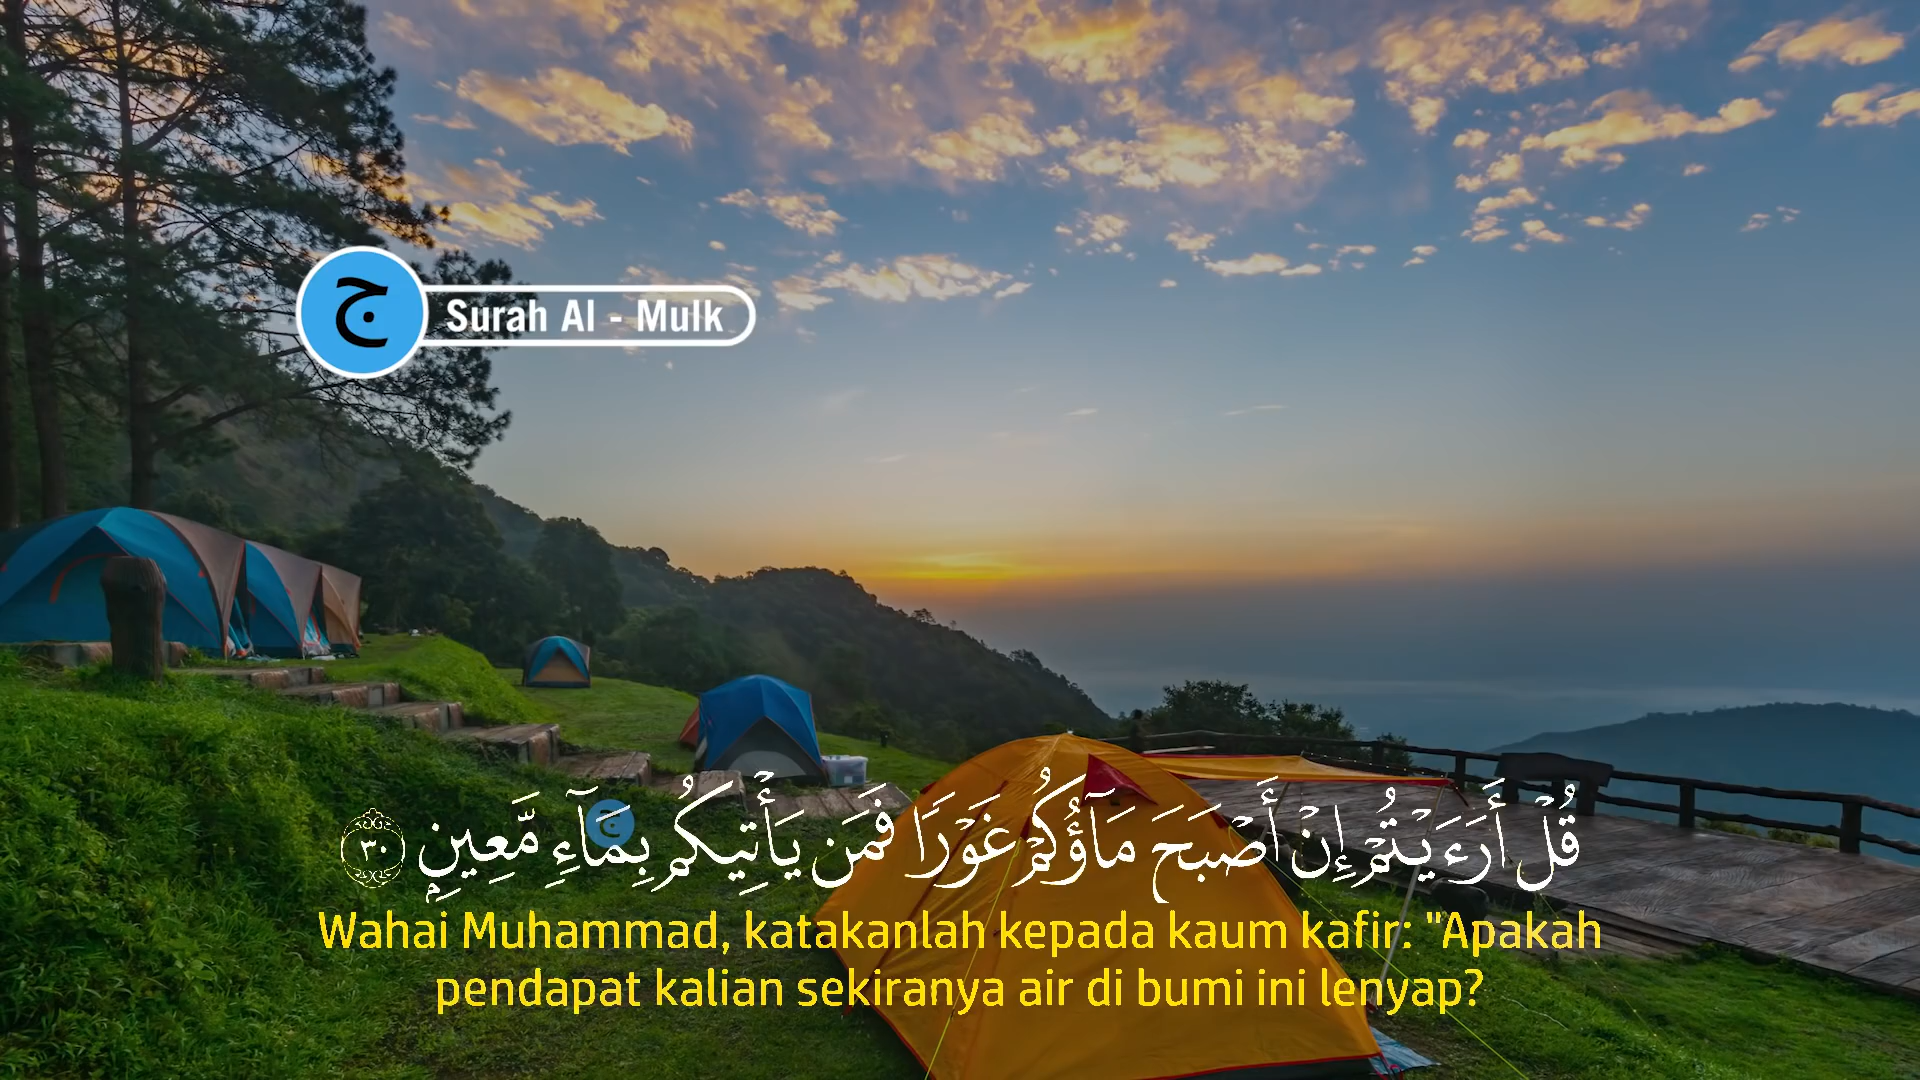 ج
Surah Al - Mulk
قُلْ أَرَءَيْتُمْ إِنْ أَصْبَحَ مَآؤُكُمْ غَوْرًا فَمَن يَأْتِيكُم بِمَآءٍ مَّعِينٍۭ ٣٠
ج
Wahai Muhammad, katakanlah kepada kaum kafir: "Apakah
pendapat kalian sekiranya air di bumi ini lenyap?